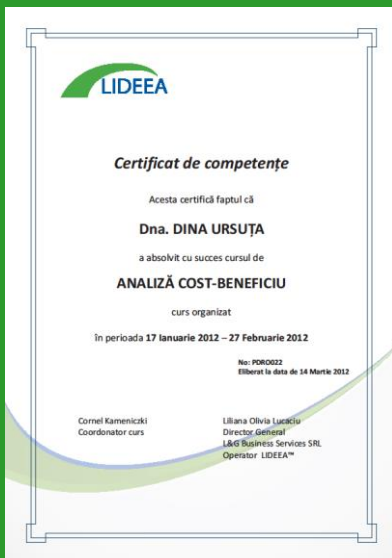 LIDEEA
Certificat de competențe
Acesta certifică faptul că
Dna. DINA URSUȚA
a absolvit cu succes cursul de
ANALIZĂ COST-BENEFICIU
curs organizat
în perioada 17 Ianuarie 2012 – 27 Februarie 2012
No: PDRO022
Eliberat la data de 14 Martie 2012
Cornel Kameniczki
Coordonator curs
Liliana Olivia Lucaciu
Director General
L&G Business Services SRL
Operator LIDEEA™